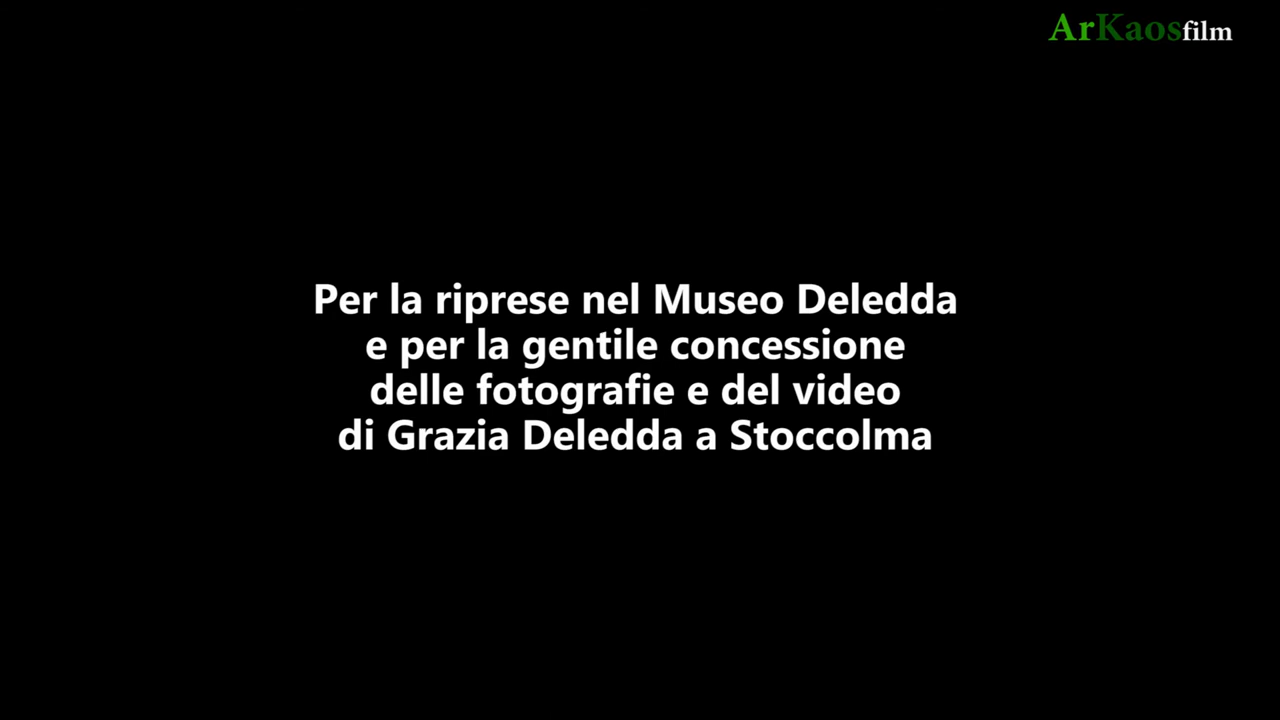 ArKaosfilm
Per la riprese nel Museo Deledda
e per la gentile concessione
delle fotografie e del video
di Grazia Deledda a Stoccolma